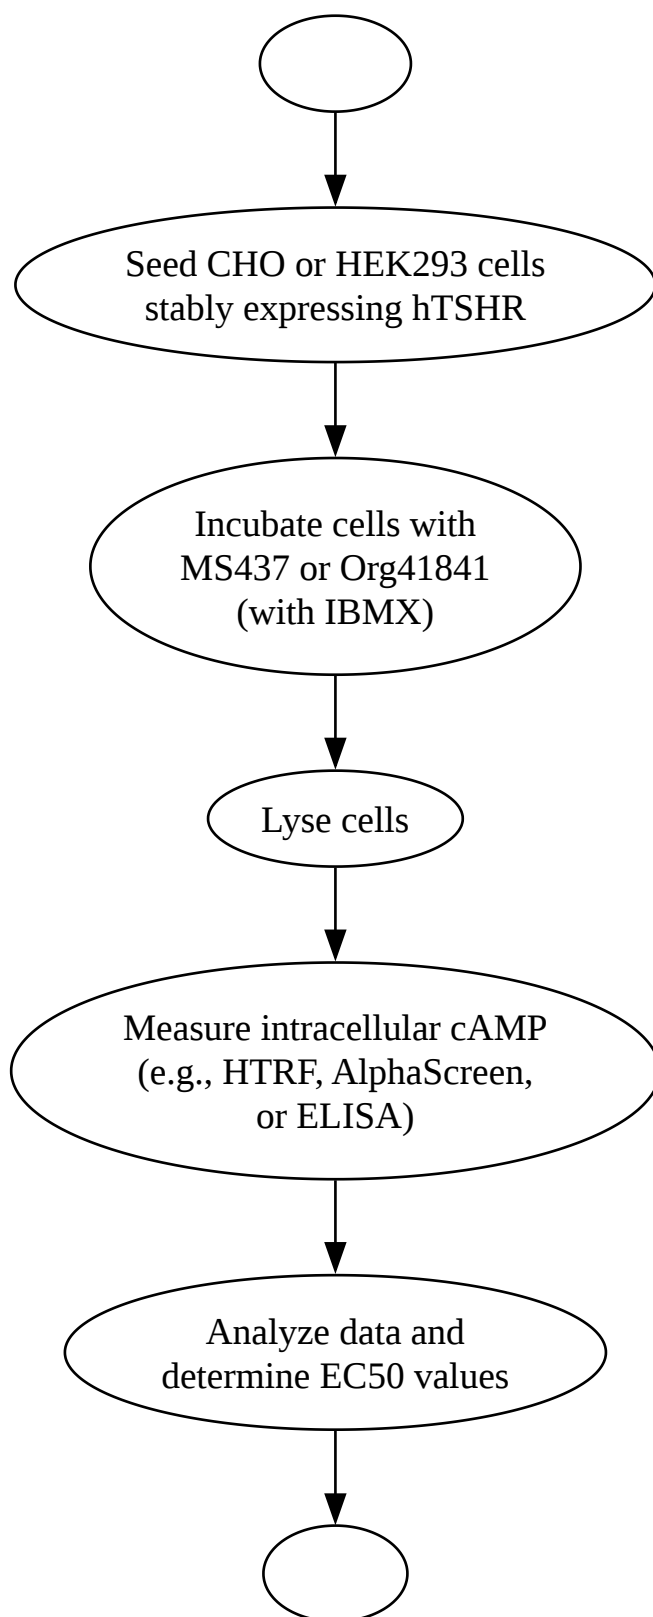 Seed CHO or HEK293 cells
stably expressing hTSHR
Incubate cells with
MS437 or Org41841
(with IBMX)
Lyse cells
Measure intracellular cAMP
(e.g., HTRF, AlphaScreen,
or ELISA)
Analyze data and
determine EC50 values